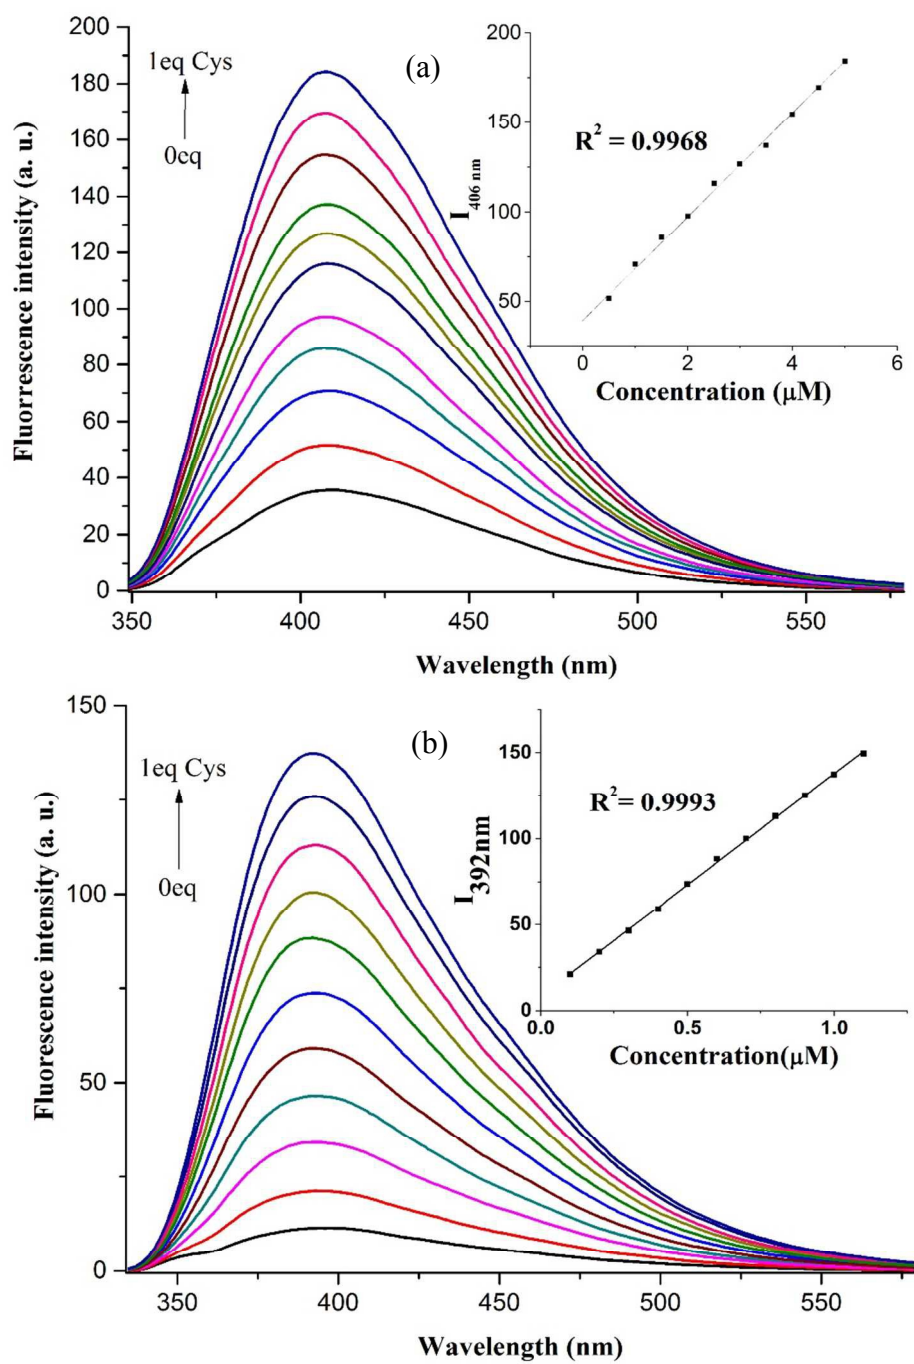 (a)
1eq Cys
0eq
200
180
160
140
120
100
80
60
40
20
0
Fluorrescence intensity (a. u.)
350
400
450
500
550
Wavelength (nm)
R² = 0.9968
I406 nm
200
150
100
50
0
2
4
6
Concentration (μM)
(b)
1eq Cys
0eq
150
100
50
0
Fluorescence intensity (a. u.)
350
400
450
500
550
Wavelength (nm)
R²= 0.9993
I392nm
150
100
50
0
0.0
0.5
1.0
Concentration(μM)